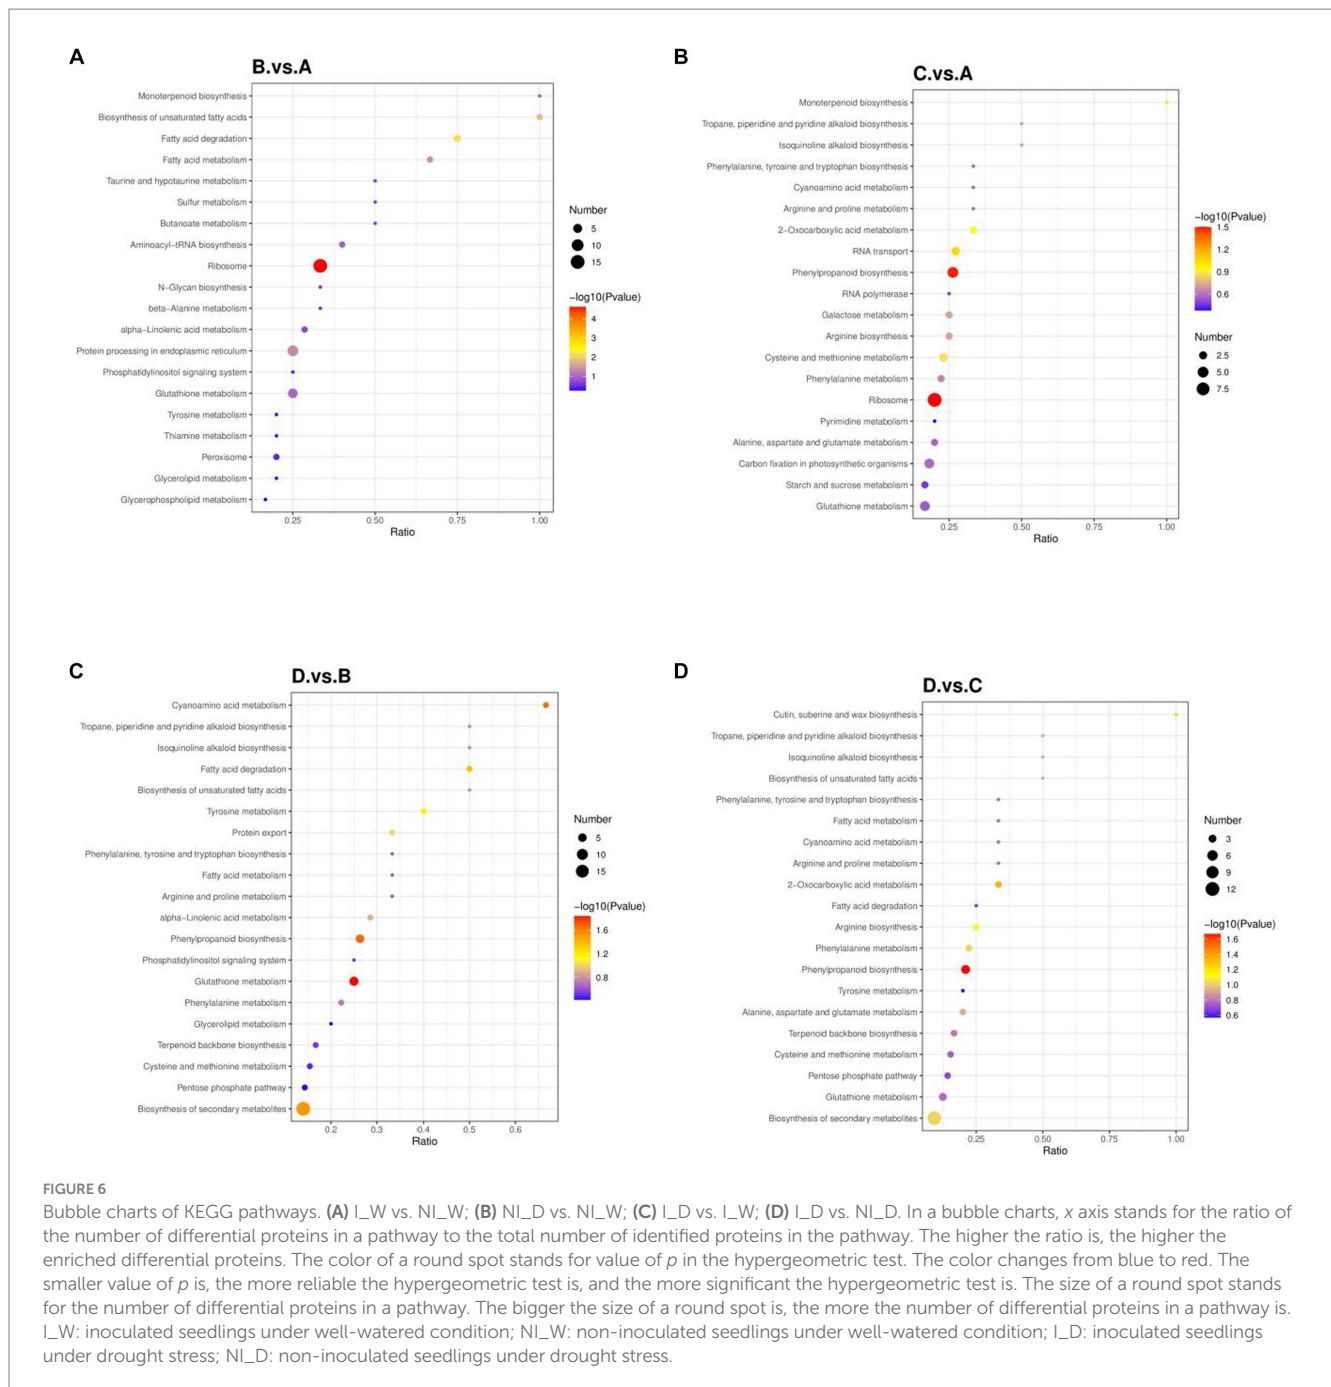 A
B.vs.A
Monoterpenoid biosynthesis
Biosynthesis of unsaturated fatty acids
Fatty acid degradation
Fatty acid metabolism
Taurine and hypotaurine metabolism
Sulfur metabolism
Butanoate metabolism
Aminoacyl−tRNA biosynthesis
Ribosome
N−Glycan biosynthesis
beta−Alanine metabolism
alpha−Linolenic acid metabolism
Protein processing in endoplasmic reticulum
Phosphatidylinositol signaling system
Glutathione metabolism
Tyrosine metabolism
Thiamine metabolism
Peroxisome
Glycerolipid metabolism
Glycerophospholipid metabolism
0.25 0.50 0.75 1.00
Ratio
Number
5
10
15
−log10(Pvalue)
4
3
2
1
B
C.vs.A
Monoterpenoid biosynthesis
Tropane, piperidine and pyridine alkaloid biosynthesis
Isoquinoline alkaloid biosynthesis
Phenylalanine, tyrosine and tryptophan biosynthesis
Cyanoamino acid metabolism
Arginine and proline metabolism
2−Oxocarboxylic acid metabolism
RNA transport
Phenylpropanoid biosynthesis
RNA polymerase
Galactose metabolism
Arginine biosynthesis
Cysteine and methionine metabolism
Phenylalanine metabolism
Ribosome
Pyrimidine metabolism
Alanine, aspartate and glutamate metabolism
Carbon fixation in photosynthetic organisms
Starch and sucrose metabolism
Glutathione metabolism
0.25 0.50 0.75 1.00
Ratio
−log10(Pvalue)
1.5
1.2
0.9
0.6
Number
2.5
5.0
7.5
C
D.vs.B
Cyanoamino acid metabolism
Tropane, piperidine and pyridine alkaloid biosynthesis
Isoquinoline alkaloid biosynthesis
Fatty acid degradation
Biosynthesis of unsaturated fatty acids
Tyrosine metabolism
Protein export
Phenylalanine, tyrosine and tryptophan biosynthesis
Fatty acid metabolism
Arginine and proline metabolism
alpha−Linolenic acid metabolism
Phenylpropanoid biosynthesis
Phosphatidylinositol signaling system
Glutathione metabolism
Phenylalanine metabolism
Glycerolipid metabolism
Terpenoid backbone biosynthesis
Cysteine and methionine metabolism
Pentose phosphate pathway
Biosynthesis of secondary metabolites
0.2 0.3 0.4 0.5 0.6
Ratio
Number
5
10
15
−log10(Pvalue)
1.6
1.2
0.8
D
D.vs.C
Cutin, suberine and wax biosynthesis
Tropane, piperidine and pyridine alkaloid biosynthesis
Isoquinoline alkaloid biosynthesis
Biosynthesis of unsaturated fatty acids
Phenylalanine, tyrosine and tryptophan biosynthesis
Fatty acid metabolism
Cyanoamino acid metabolism
Arginine and proline metabolism
2−Oxocarboxylic acid metabolism
Fatty acid degradation
Arginine biosynthesis
Phenylalanine metabolism
Phenylpropanoid biosynthesis
Tyrosine metabolism
Alanine, aspartate and glutamate metabolism
Terpenoid backbone biosynthesis
Cysteine and methionine metabolism
Pentose phosphate pathway
Glutathione metabolism
Biosynthesis of secondary metabolites
0.25 0.50 0.75 1.00
Ratio
Number
3
6
9
12
−log10(Pvalue)
1.6
1.4
1.2
1.0
0.8
0.6
FIGURE 6
Bubble charts of KEGG pathways. (A) I_W vs. NI_W; (B) NI_D vs. NI_W; (C) I_D vs. I_W; (D) I_D vs. NI_D. In a bubble charts, x axis stands for the ratio of
the number of differential proteins in a pathway to the total number of identified proteins in the pathway. The higher the ratio is, the higher the
enriched differential proteins. The color of a round spot stands for value of p in the hypergeometric test. The color changes from blue to red. The
smaller value of p is, the more reliable the hypergeometric test is, and the more significant the hypergeometric test is. The size of a round spot stands
for the number of differential proteins in a pathway. The bigger the size of a round spot is, the more the number of differential proteins in a pathway is.
I_W: inoculated seedlings under well-watered condition; NI_W: non-inoculated seedlings under well-watered condition; I_D: inoculated seedlings
under drought stress; NI_D: non-inoculated seedlings under drought stress.